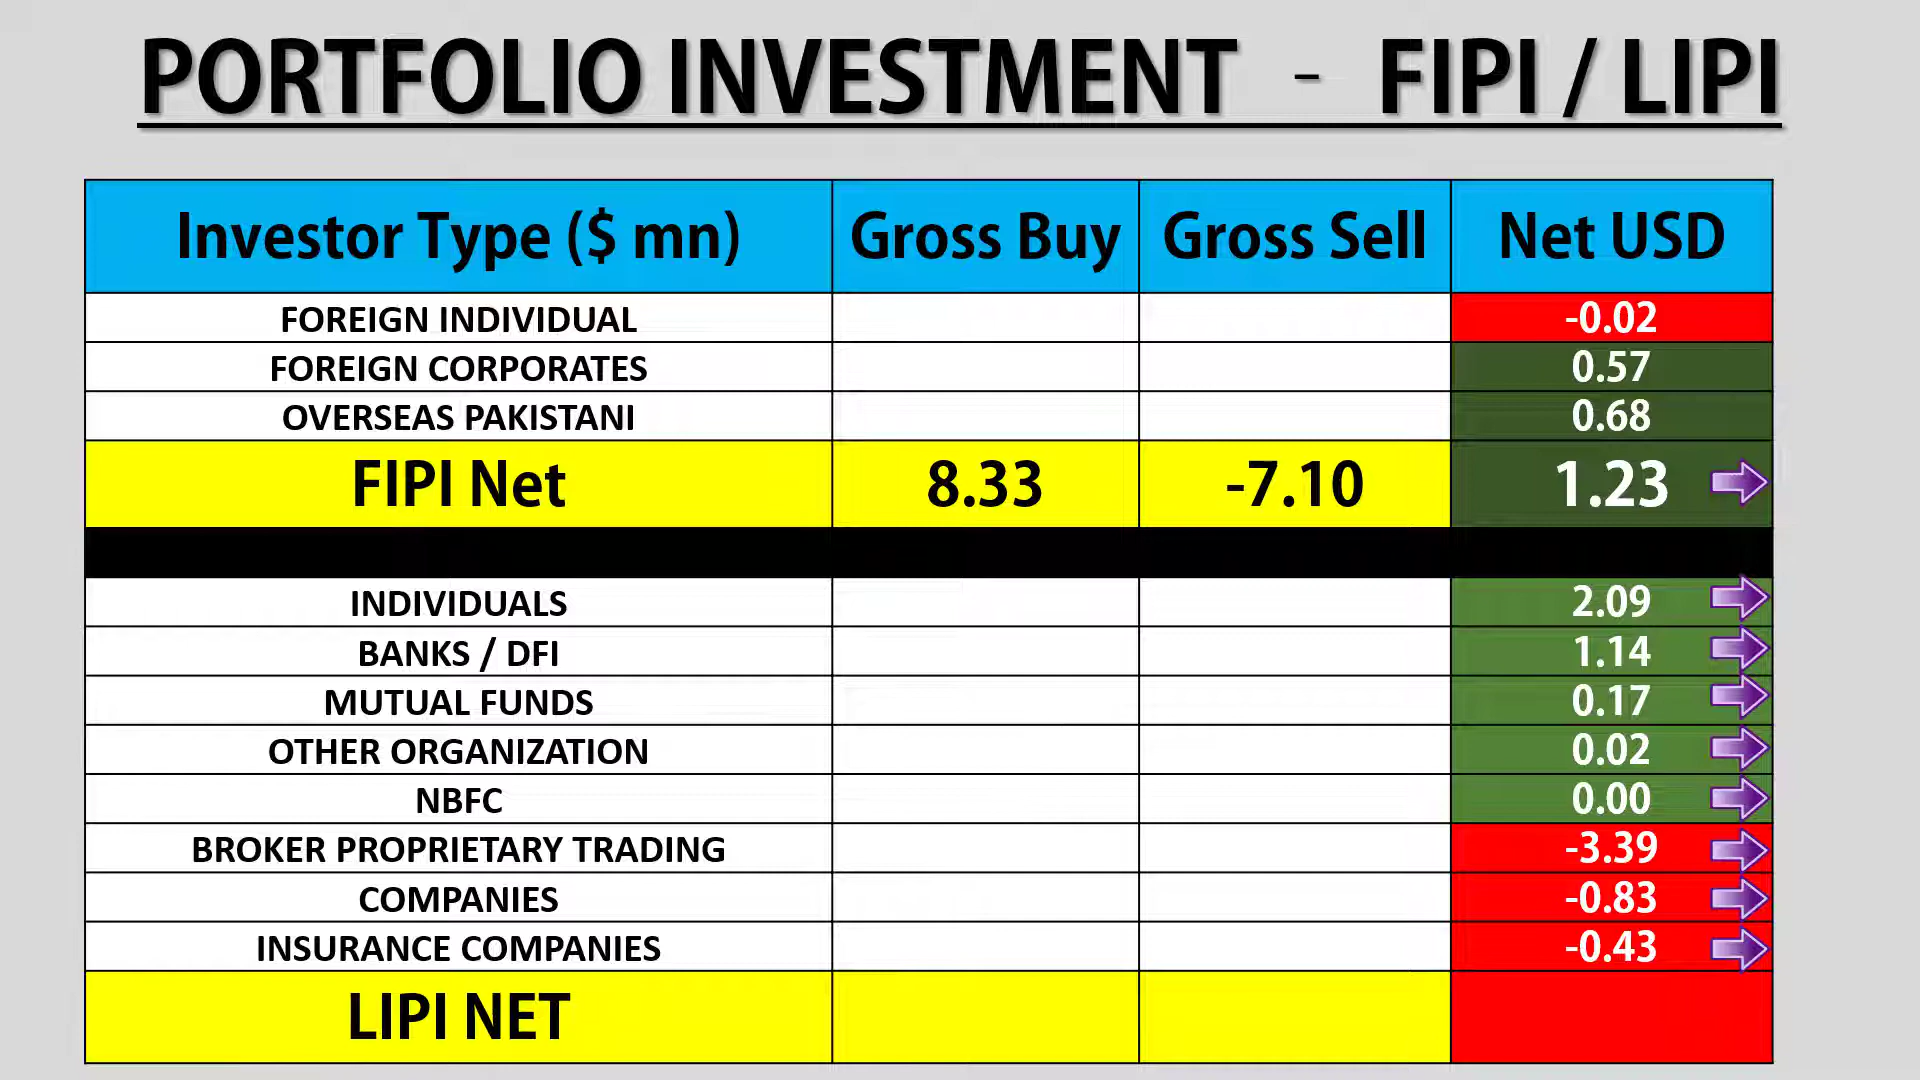 PORTFOLIO INVESTMENT - FIPI / LIPI
Investor Type ($ mn) Gross Buy Gross Sell Net USD
FOREIGN INDIVIDUAL -0.02
FOREIGN CORPORATES 0.57
OVERSEAS PAKISTANI 0.68
FIPI Net 8.33 -7.10 1.23
INDIVIDUALS 2.09
BANKS / DFI 1.14
MUTUAL FUNDS 0.17
OTHER ORGANIZATION 0.02
NBFC 0.00
BROKER PROPRIETARY TRADING -3.39
COMPANIES -0.83
INSURANCE COMPANIES -0.43
LIPI NET